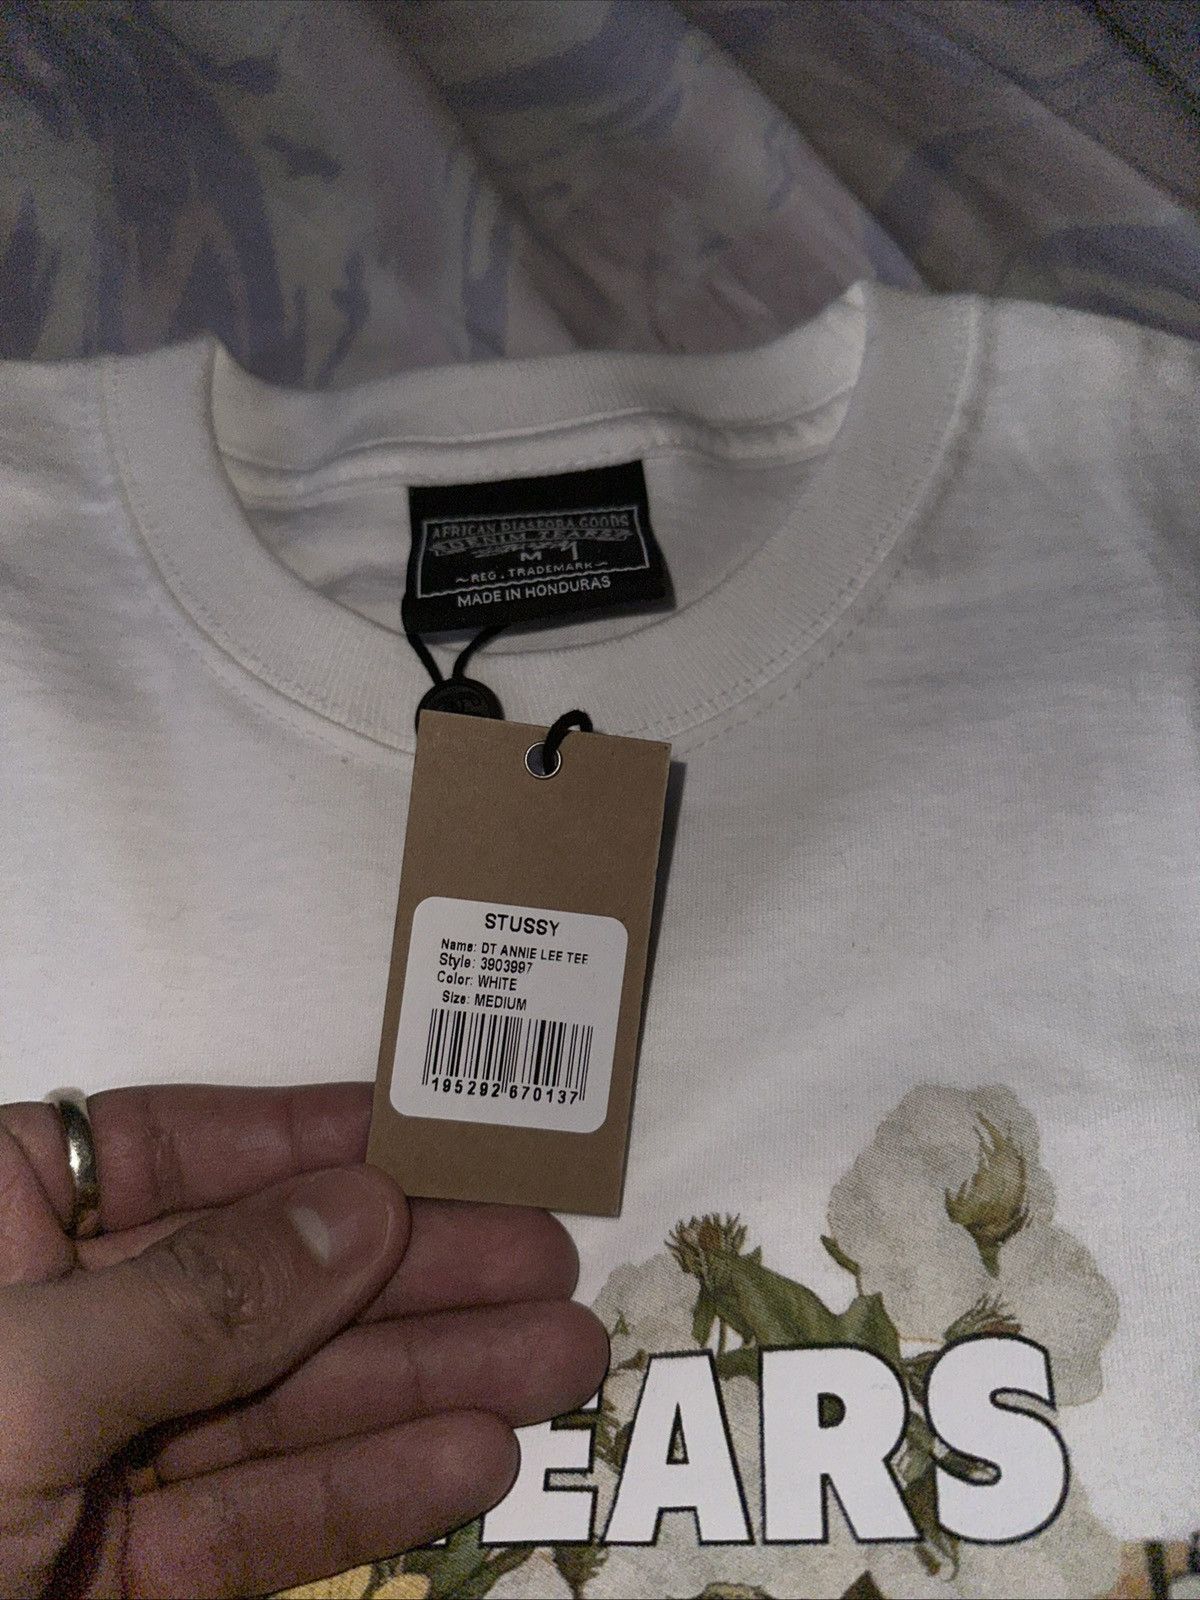 AFRICAN DIASPORA GOODS
DENIM TEARS
M
~ REG. TRADEMARK ~
MADE IN HONDURAS
STUSSY
Name: DT ANNIE LEE TEE
Style: 3903997
Color: WHITE
Size: MEDIUM
195292 670137
EARS